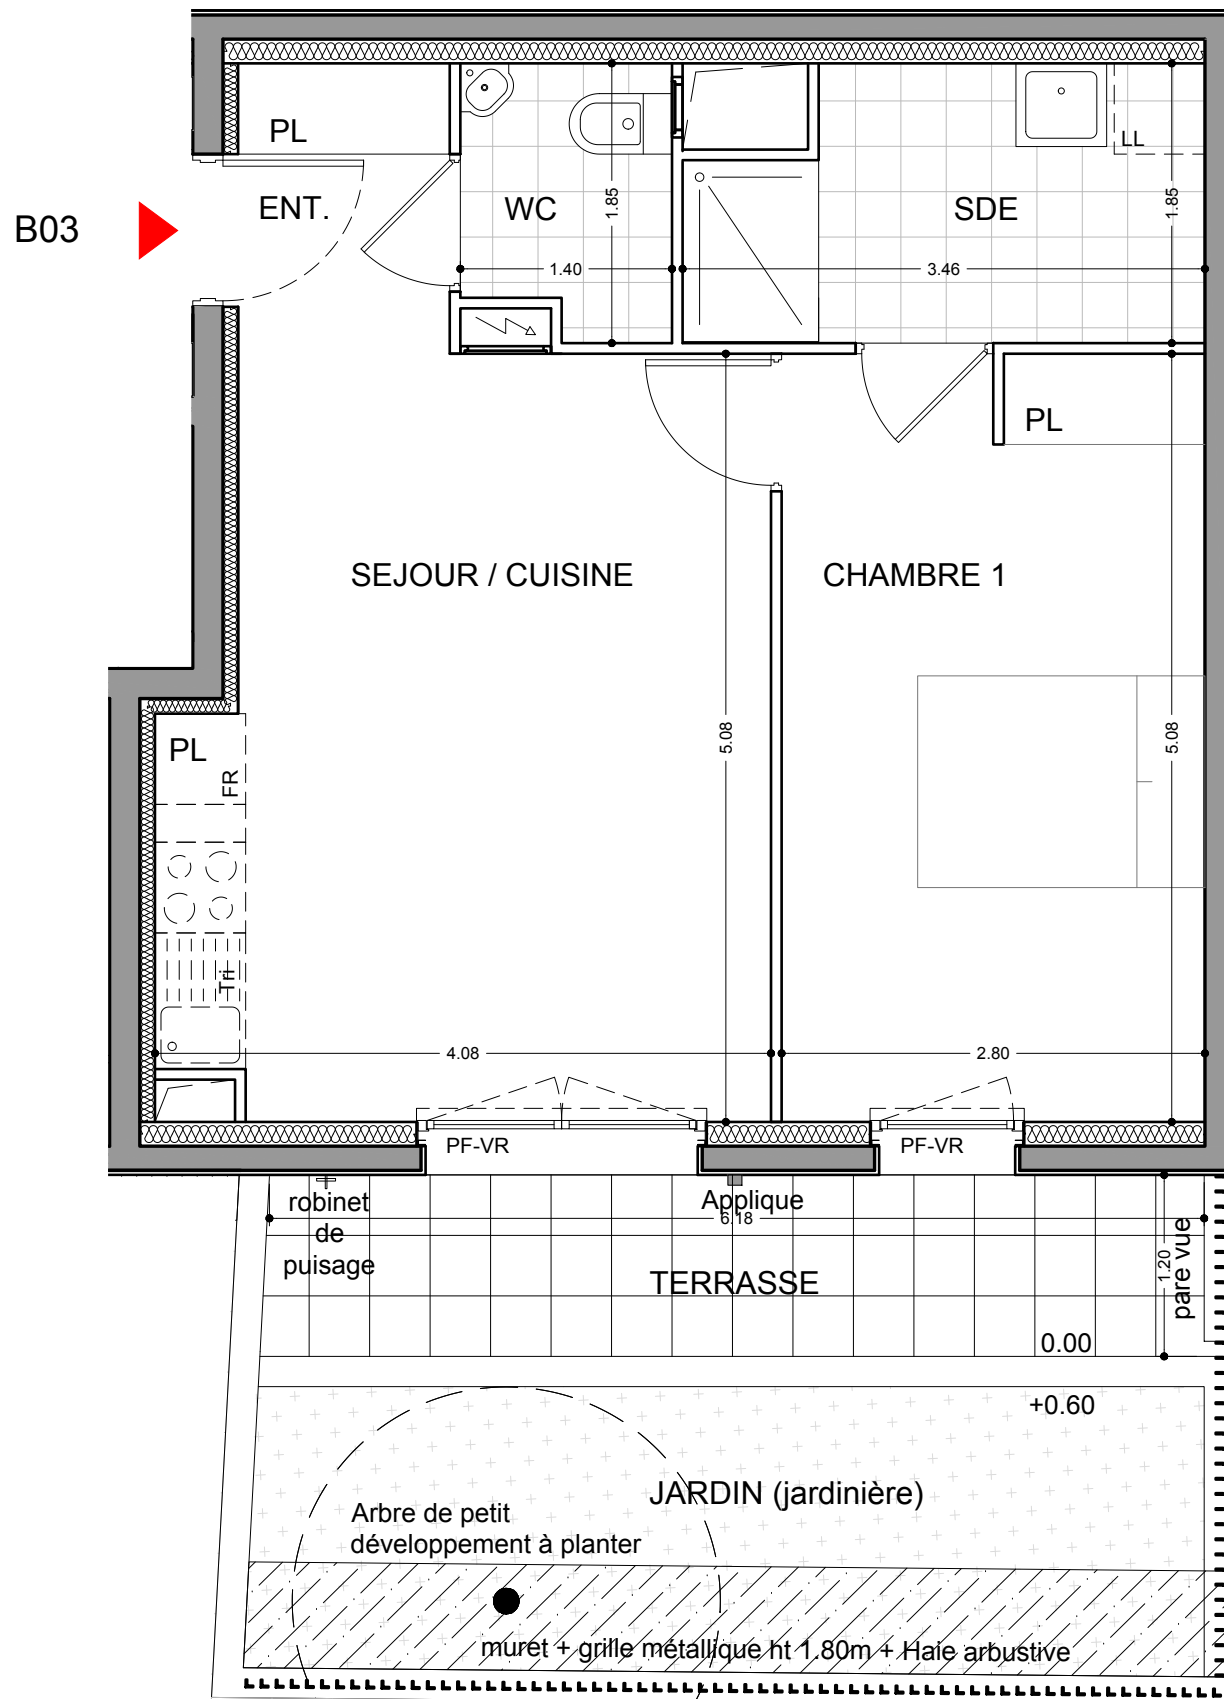 PL
LL
B03
ENT.
WC
1.85
SDE
1.85
1.40
3.46
PL
SEJOUR / CUISINE
CHAMBRE 1
5.08
5.08
PL
FR
Tri
4.08
2.80
PF-VR
PF-VR
robinet
de
puisage
Applique
6.18
TERRASSE
1.20
pare vue
0.00
+0.60
JARDIN (jardinière)
Arbre de petit
développement à planter
muret + grille métallique ht 1.80m + Haie arbustive